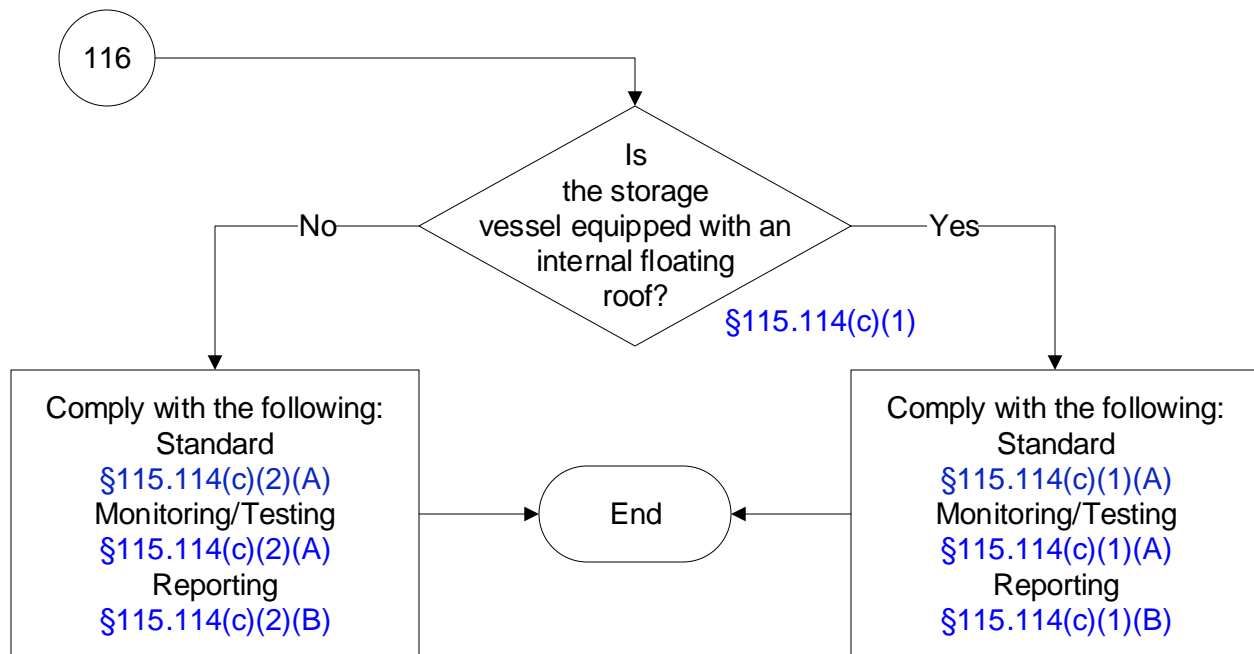 116
Is
the storage
vessel equipped with an
internal floating
roof?
§115.114(c)(1)
No
Yes
Comply with the following:
Standard
§115.114(c)(2)(A)
Monitoring/Testing
§115.114(c)(2)(A)
Reporting
§115.114(c)(2)(B)
End
Comply with the following:
Standard
§115.114(c)(1)(A)
Monitoring/Testing
§115.114(c)(1)(A)
Reporting
§115.114(c)(1)(B)